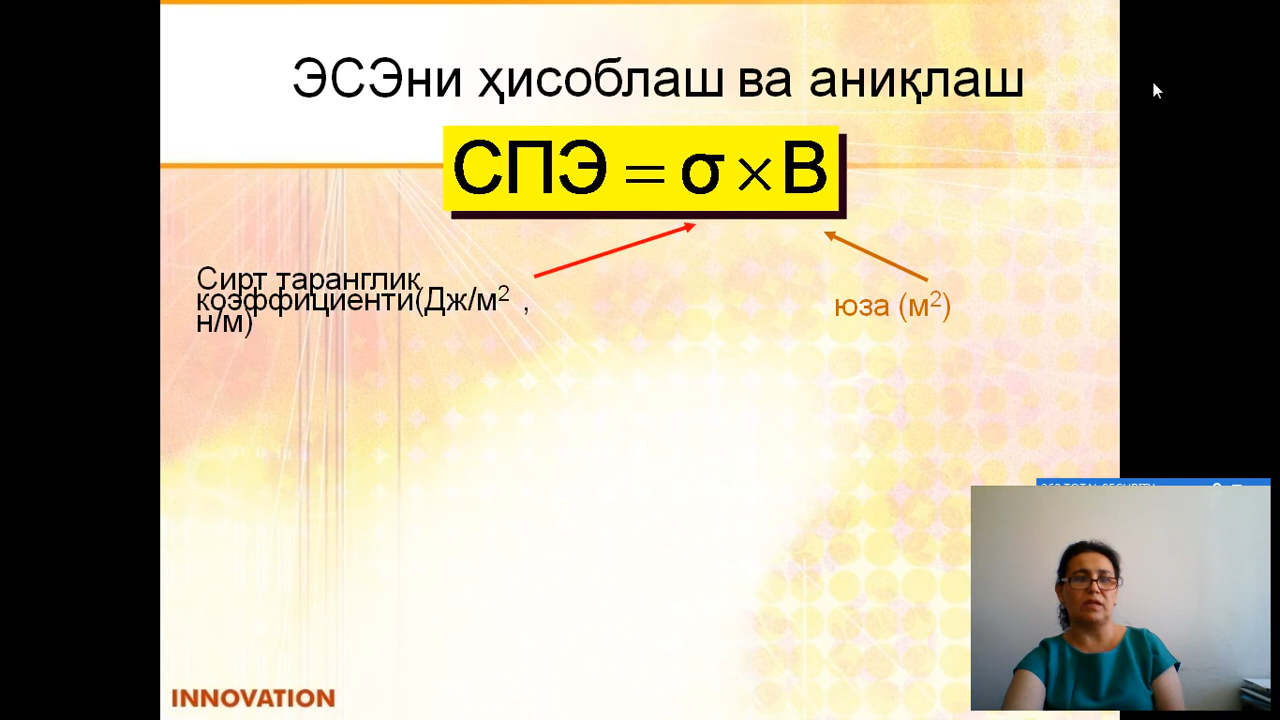 ЭСЭни ҳисоблаш ва аниқлаш
СПЭ = σ × В
Сирт таранглик
коэффициенти(Дж/м² ,
н/м)
юза (м²)
INNOVATION